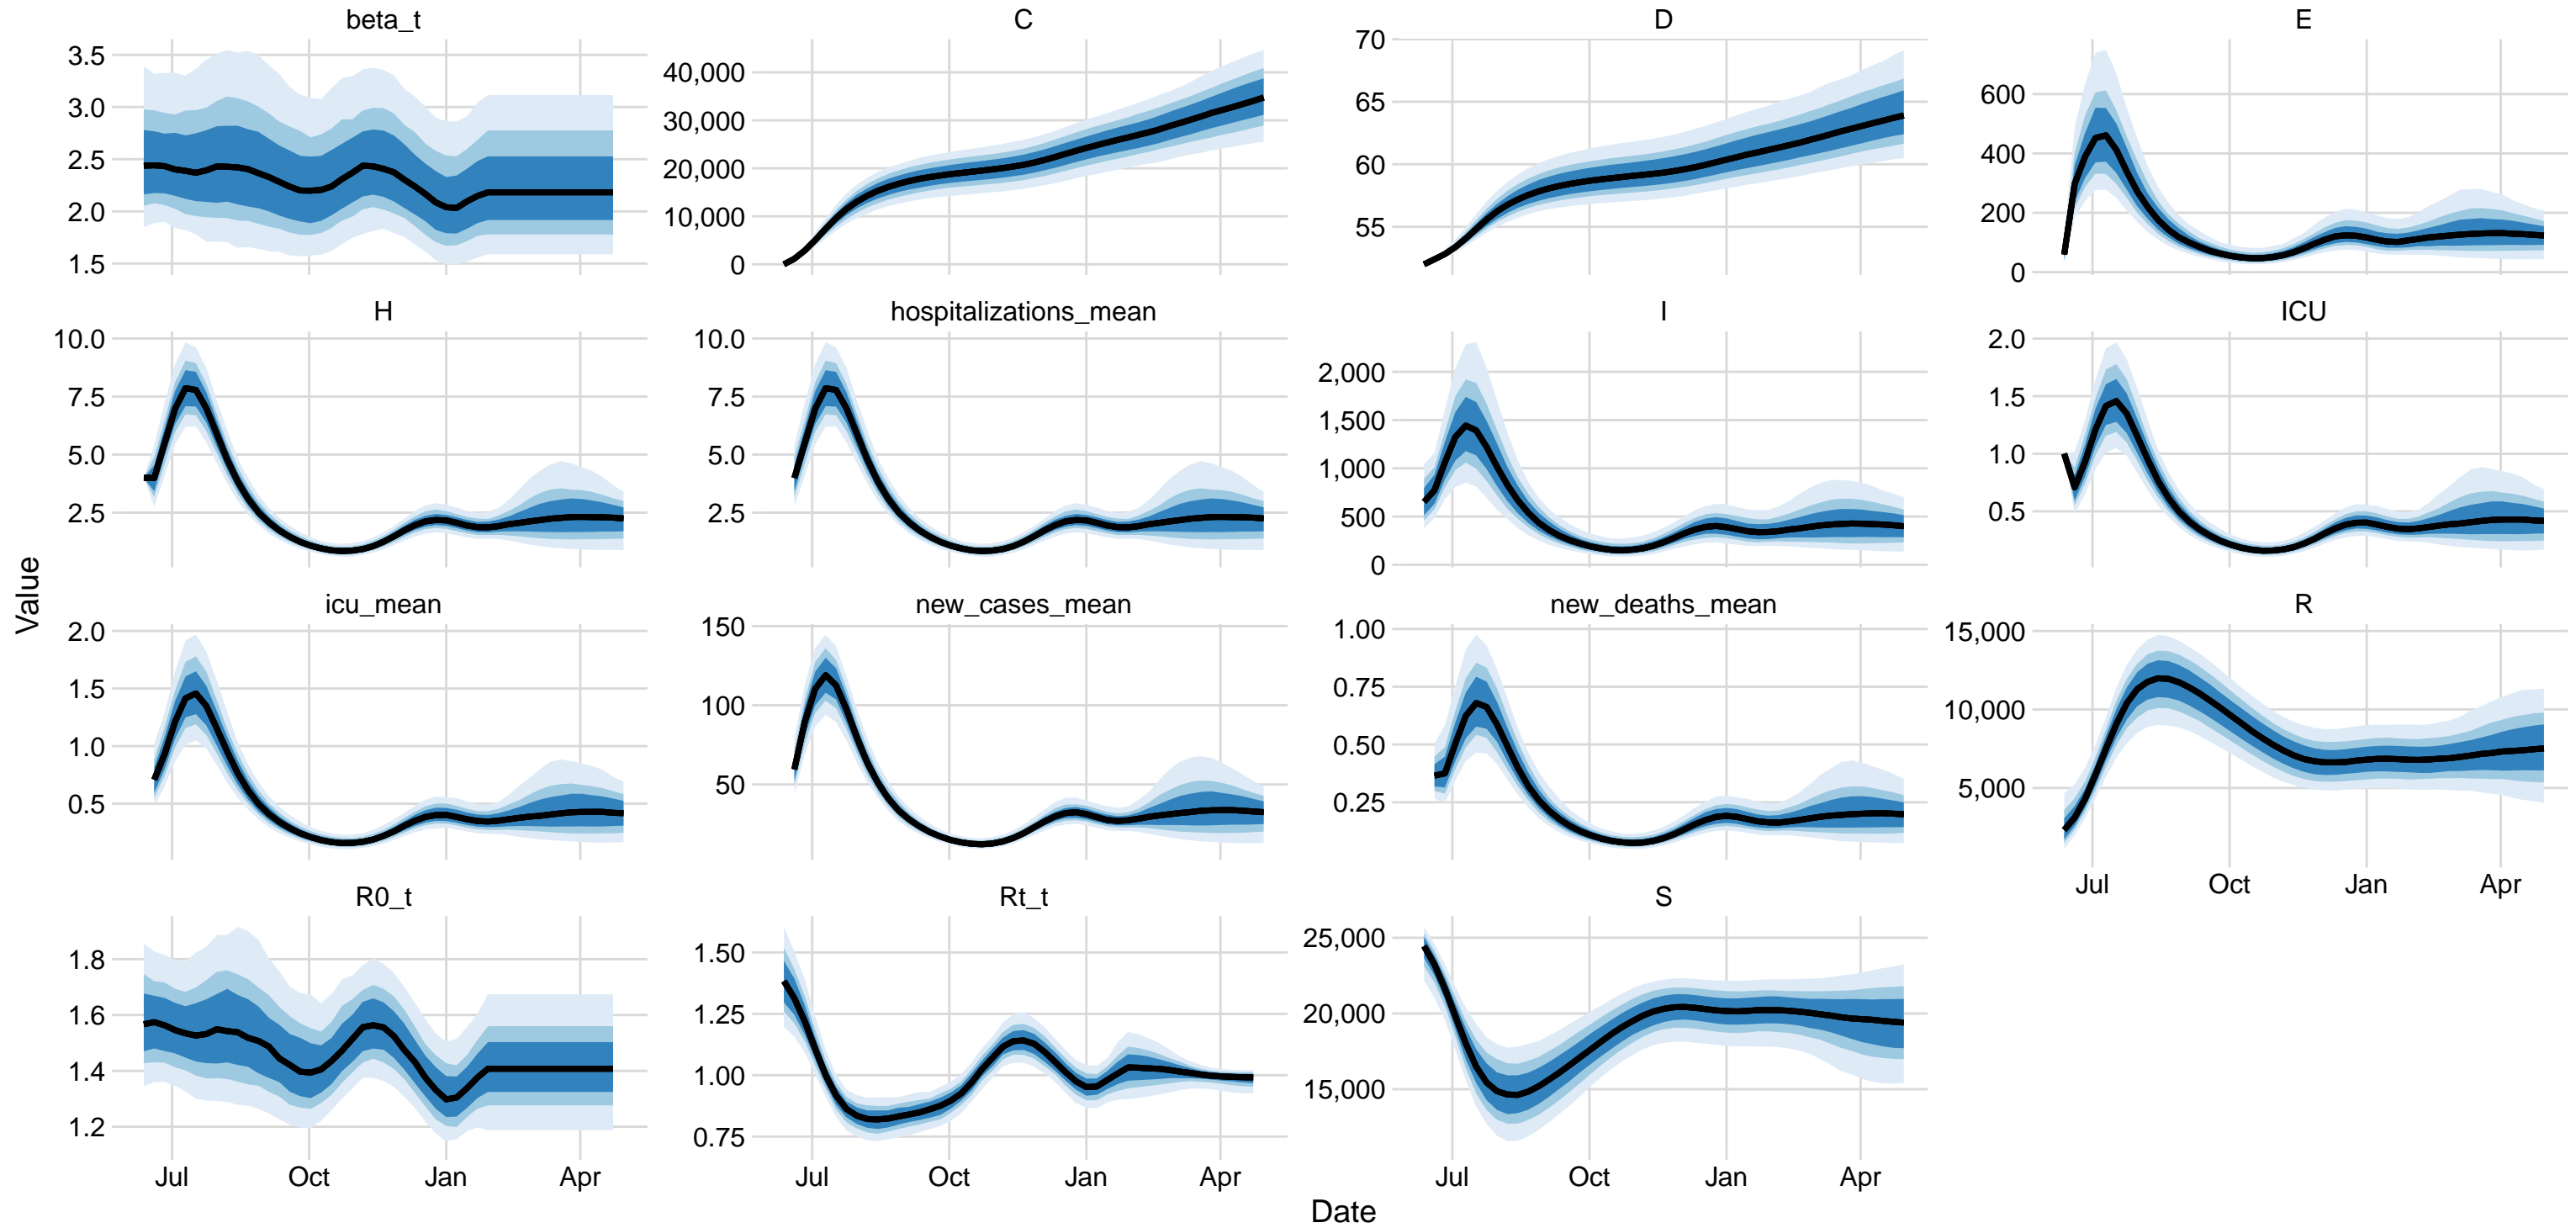 beta_t
3.5
3.0
2.5
2.0
1.5
C
40,000
30,000
20,000
10,000
0
D
70
65
60
55
E
600
400
200
0
H
10.0
7.5
5.0
2.5
hospitalizations_mean
10.0
7.5
5.0
2.5
I
2,000
1,500
1,000
500
0
ICU
2.0
1.5
1.0
0.5
Value
icu_mean
2.0
1.5
1.0
0.5
new_cases_mean
150
100
50
new_deaths_mean
1.00
0.75
0.50
0.25
R
15,000
10,000
5,000
Jul Oct Jan Apr
R0_t
1.8
1.6
1.4
1.2
Jul Oct Jan Apr
Rt_t
1.50
1.25
1.00
0.75
Jul Oct Jan Apr
S
25,000
20,000
15,000
Jul Oct Jan Apr
Date